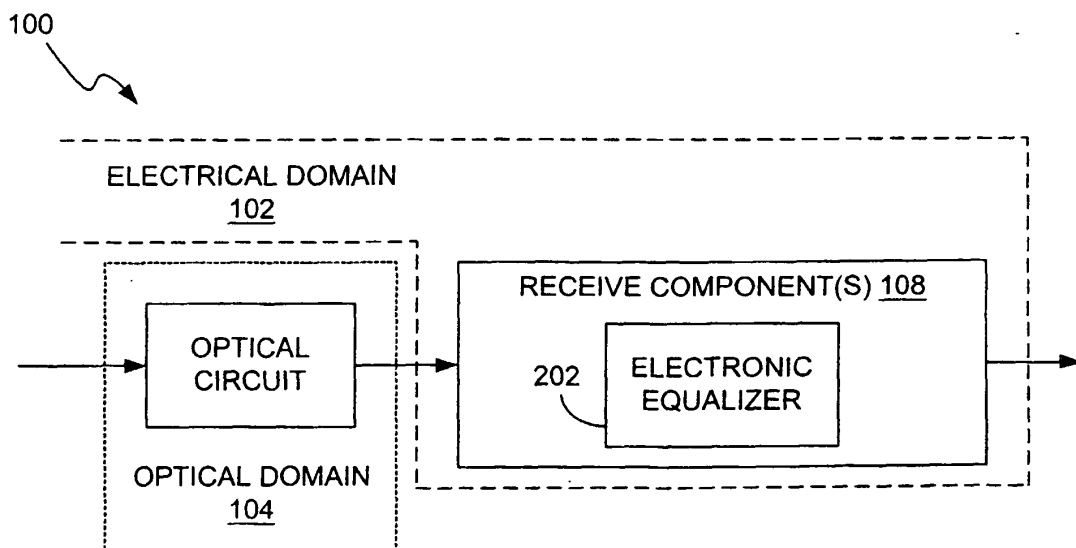 100
ELECTRICAL DOMAIN
102
RECEIVE COMPONENT(S) 108
OPTICAL
CIRCUIT
202
ELECTRONIC
EQUALIZER
OPTICAL DOMAIN
104